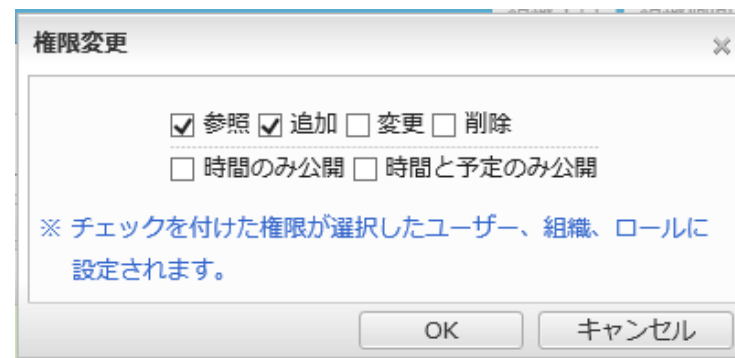 権限変更
参照 追加 変更 削除
時間のみ公開 時間と予定のみ公開
※ チェックを付けた権限が選択したユーザー、組織、ロールに
設定されます。
OK キャンセル